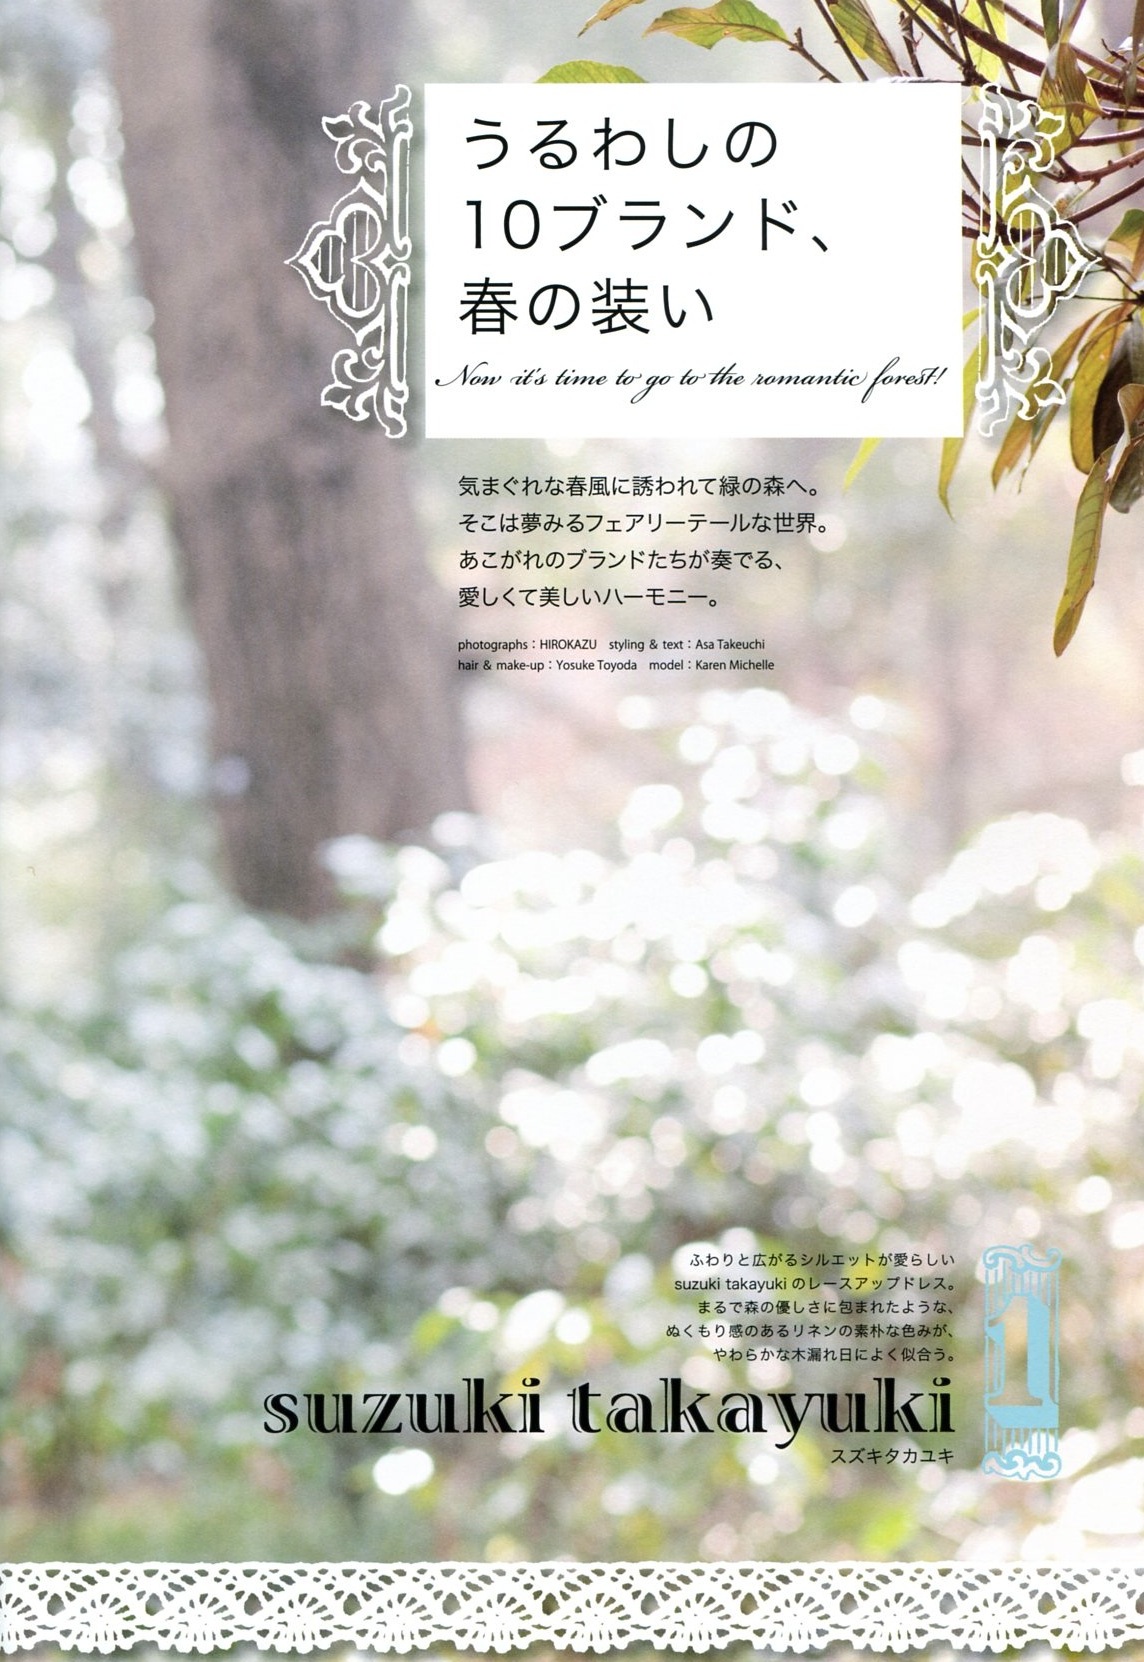 うるわしの
10ブランド、
春の装い
Now it's time to go to the romantic forest!
気まぐれな春風に誘われて緑の森へ。
そこは夢みるフェアリーテールな世界。
あこがれのブランドたちが奏でる、
愛しくて美しいハーモニー。
photographs：HIROKAZU　styling & text：Asa Takeuchi
hair & make-up：Yosuke Toyoda　model：Karen Michelle
ふわりと広がるシルエットが愛らしい
suzuki takayuki のレースアップドレス。
まるで森の優しさに包まれたような、
ぬくもり感のあるリネンの素朴な色みが、
やわらかな木漏れ日によく似合う。
1
suzuki takayuki
スズキタカユキ